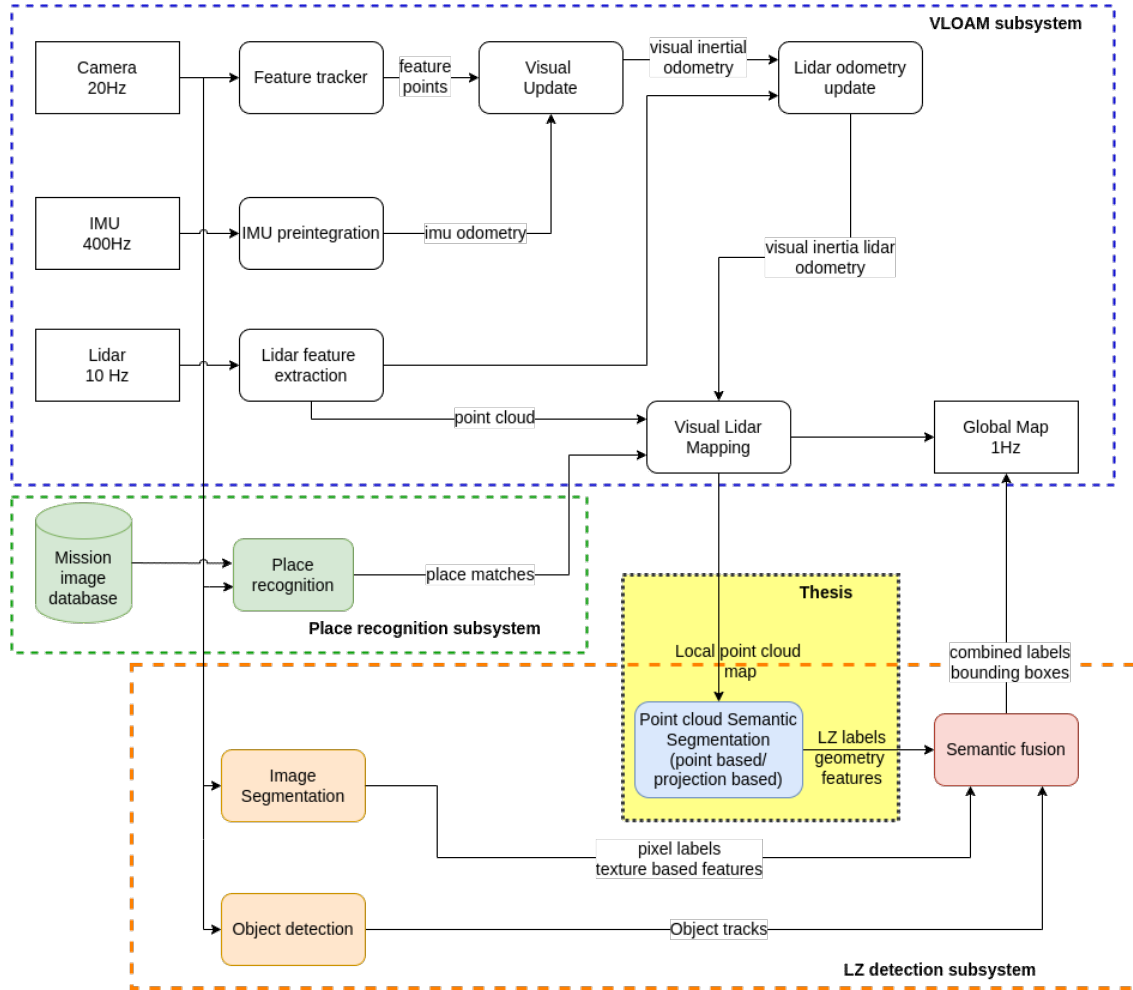 VLOAM subsystem
Camera
20Hz
Feature tracker
feature
points
Visual
Update
visual inertial
odometry
Lidar odometry
update
IMU
400Hz
IMU preintegration
imu odometry
visual inertia lidar
odometry
Lidar
10 Hz
Lidar feature
extraction
point cloud
Visual Lidar
Mapping
Global Map
1Hz
Mission
image
database
Place
recognition
place matches
Place recognition subsystem
Thesis
Local point cloud
map
combined labels
bounding boxes
Point cloud Semantic
Segmentation
(point based/
projection based)
LZ labels
geometry
features
Semantic fusion
Image
Segmentation
pixel labels
texture based features
Object detection
Object tracks
LZ detection subsystem